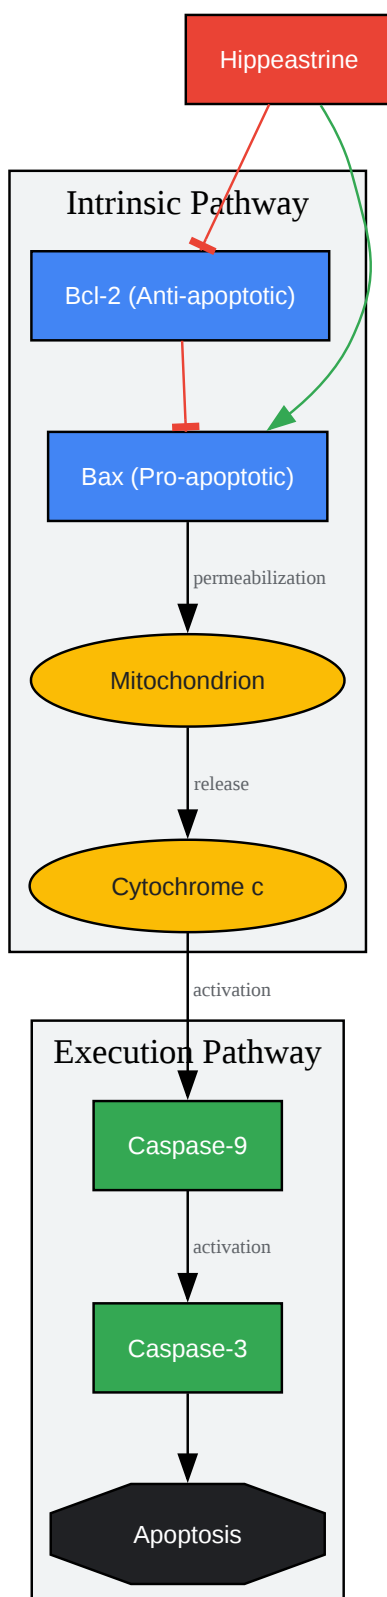 Hippeastrine
Intrinsic Pathway
Bcl-2 (Anti-apoptotic)
Bax (Pro-apoptotic)
permeabilization
Mitochondrion
release
Cytochrome c
activation
Execution Pathway
Caspase-9
activation
Caspase-3
Apoptosis